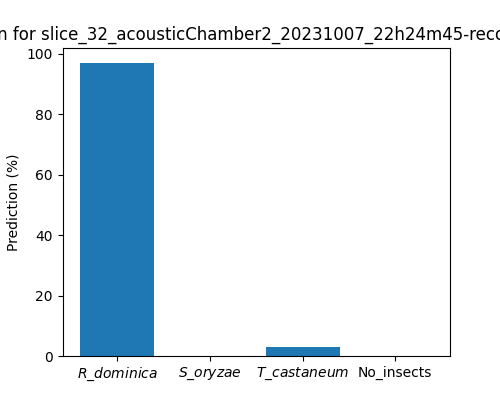 n for slice_32_acousticChamber2_20231007_22h24m45-reco
100
80
60
40
20
0
Prediction (%)
R_dominica S_oryzae T_castaneum No_insects